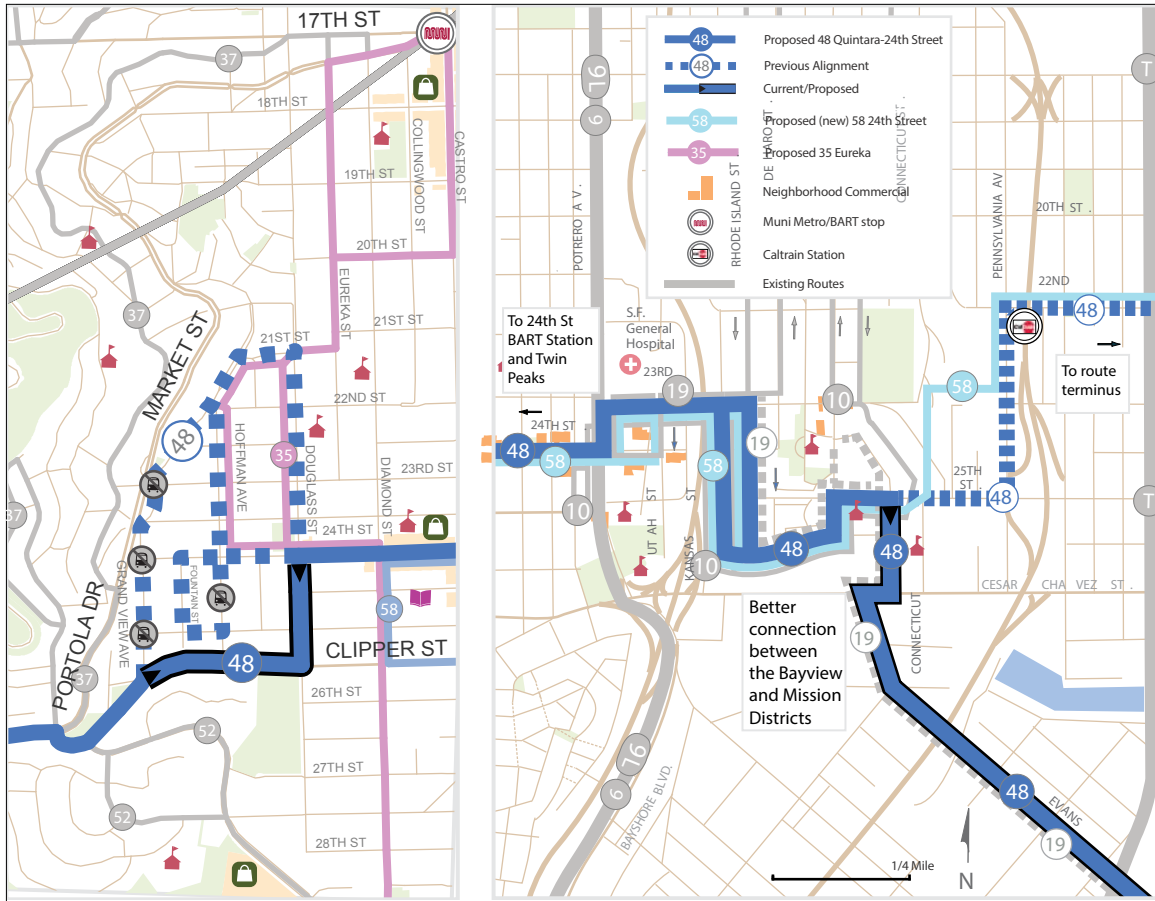 17TH ST
37
18TH ST
COLLINGWOOD ST
CASTRO ST
19TH ST
20TH ST
37
EUREKA ST
MARKET ST
21ST ST
21ST ST
22ND ST
48
HOFFMAN AVE
35
DOUGLASS ST
DIAMOND ST
23RD ST
37
24TH ST
PORTOLA DR
GRAND VIEW AVE
FOUNTAIN ST
58
48
CLIPPER ST
37
26TH ST
52
27TH ST
52
28TH ST
48
Proposed 48 Quintara-24th Street
48
Previous Alignment
Current/Proposed
58
Proposed (new) 58 24th Street
35
Proposed 35 Eureka
Neighborhood Commercial
Muni Metro/BART stop
Caltrain Station
Existing Routes
9L
9
T
POTRERO AV.
RHODE ISLAND ST
DE HARO ST.
CONNECTICUT ST.
PENNSYLVANIA AV
20TH ST .
22ND
48
To 24th St
BART Station
and Twin
Peaks
S.F.
General
Hospital
23RD
To route
terminus
19
10
58
24TH ST
48
58
58
19
25TH
ST
48
T
10
UTAH ST
KANSAS ST
10
48
48
CESAR CHAVEZ ST .
Better
connection
between
the Bayview
and Mission
Districts
19
CONNECTICUT
9L
9
BAYSHORE BLVD.
48
EVANS
19
1/4 Mile
N